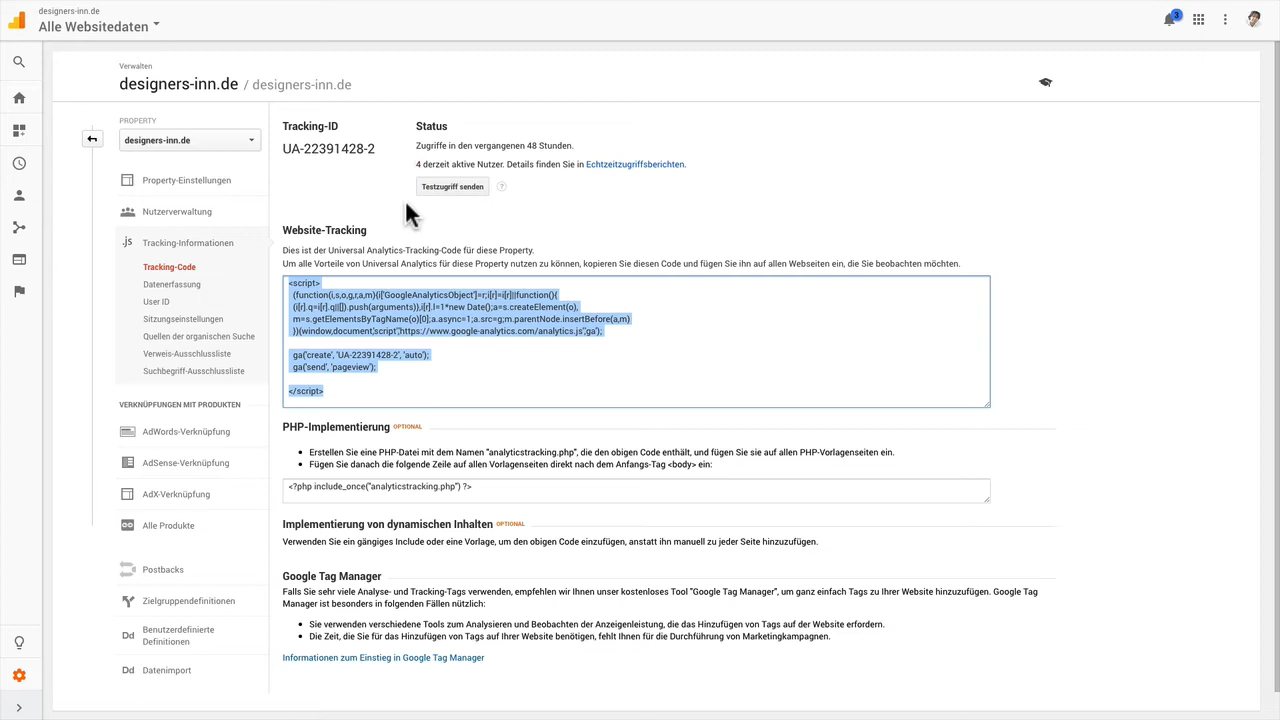 designers-inn.de
Alle Websitedaten
3
Verwalten
designers-inn.de / designers-inn.de
PROPERTY
designers-inn.de
Property-Einstellungen
Nutzerverwaltung
.js Tracking-Informationen
Tracking-Code
Datenerfassung
User ID
Sitzungseinstellungen
Quellen der organischen Suche
Verweis-Ausschlussliste
Suchbegriff-Ausschlussliste
VERKNÜPFUNGEN MIT PRODUKTEN
AdWords-Verknüpfung
AdSense-Verknüpfung
AdX-Verknüpfung
Alle Produkte
Postbacks
Zielgruppendefinitionen
Dd Benutzerdefinierte
Definitionen
Dd Datenimport
Tracking-ID
UA-22391428-2
Status
Zugriffe in den vergangenen 48 Stunden.
4 derzeit aktive Nutzer. Details finden Sie in Echtzeitzugriffsberichten.
Testzugriff senden ?
Website-Tracking
Dies ist der Universal Analytics-Tracking-Code für diese Property.
Um alle Vorteile von Universal Analytics für diese Property nutzen zu können, kopieren Sie diesen Code und fügen Sie ihn auf allen Webseiten ein, die Sie beobachten möchten.
<script>
(function(i,s,o,g,r,a,m){i['GoogleAnalyticsObject']=r;i[r]=i[r]||function(){
(i[r].q=i[r].q||[]).push(arguments)},i[r].l=1*new Date();a=s.createElement(o),
m=s.getElementsByTagName(o)[0];a.async=1;a.src=g;m.parentNode.insertBefore(a,m)
})(window,document,'script','https://www.google-analytics.com/analytics.js','ga');
ga('create', 'UA-22391428-2', 'auto');
ga('send', 'pageview');
</script>
PHP-Implementierung OPTIONAL
• Erstellen Sie eine PHP-Datei mit dem Namen "analyticstracking.php", die den obigen Code enthält, und fügen Sie sie auf allen PHP-Vorlagenseiten ein.
• Fügen Sie danach die folgende Zeile auf allen Vorlagenseiten direkt nach dem Anfangs-Tag <body> ein:
<?php include_once("analyticstracking.php") ?>
Implementierung von dynamischen Inhalten OPTIONAL
Verwenden Sie ein gängiges Include oder eine Vorlage, um den obigen Code einzufügen, anstatt ihn manuell zu jeder Seite hinzuzufügen.
Google Tag Manager
Falls Sie sehr viele Analyse- und Tracking-Tags verwenden, empfehlen wir Ihnen unser kostenloses Tool "Google Tag Manager", um ganz einfach Tags zu Ihrer Website hinzuzufügen. Google Tag
Manager ist besonders in folgenden Fällen nützlich:
• Sie verwenden verschiedene Tools zum Analysieren und Beobachten der Anzeigenleistung, die das Hinzufügen von Tags auf der Website erfordern.
• Die Zeit, die Sie für das Hinzufügen von Tags auf Ihrer Website benötigen, fehlt Ihnen für die Durchführung von Marketingkampagnen.
Informationen zum Einstieg in Google Tag Manager